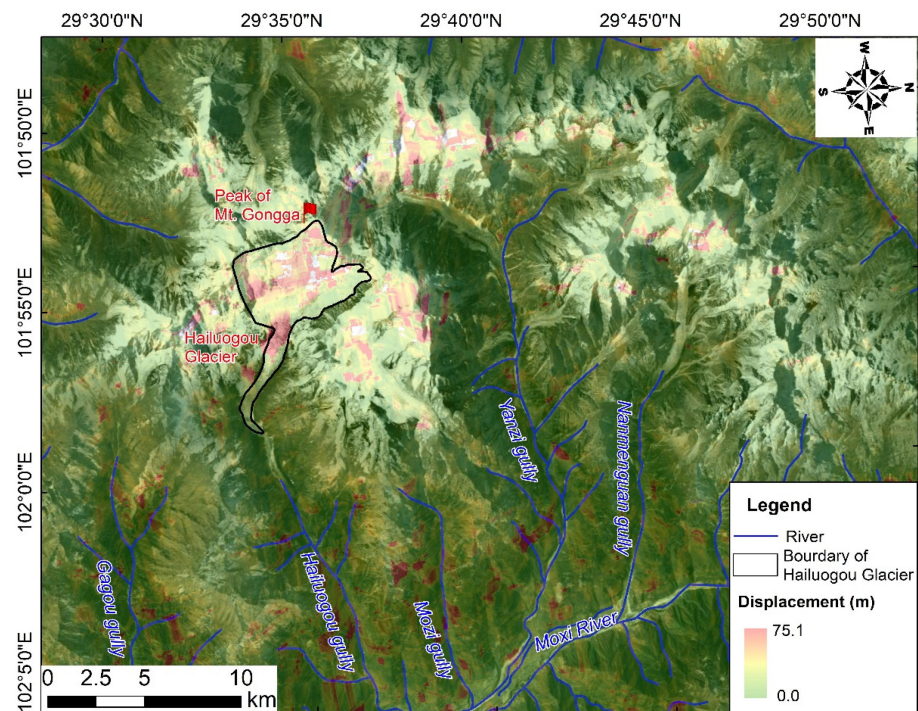 29°30'0"N
29°35'0"N
29°40'0"N
29°45'0"N
29°50'0"N
101°50'0"E
101°55'0"E
102°0'0"E
102°5'0"E
W
S
N
E
Peak of
Mt. Gongga
Hailuogou
Glacier
Yanzi gully
Nanmenguan gully
Gagou gully
Hailuogou gully
Mozi gully
Moxi River
Legend
River
Bourdary of
Hailuogou Glacier
Displacement (m)
75.1
0.0
0 2.5 5 10
km